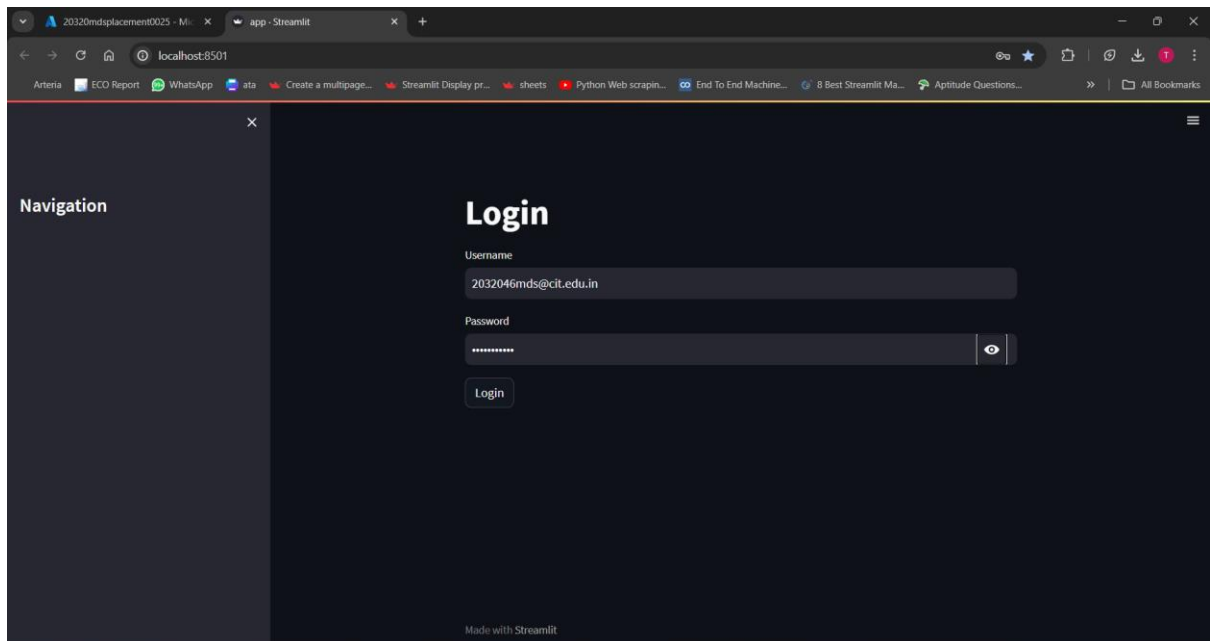 20320mdsplacement0025 - Mic
app · Streamlit
localhost:8501
T
Arteria
ECO Report
WhatsApp
ata
Create a multipage...
Streamlit Display pr...
sheets
Python Web scrapin...
End To End Machine...
8 Best Streamlit Ma...
Aptitude Questions...
»
All Bookmarks
Navigation
Login
Username
2032046mds@cit.edu.in
Password
Login
Made with Streamlit